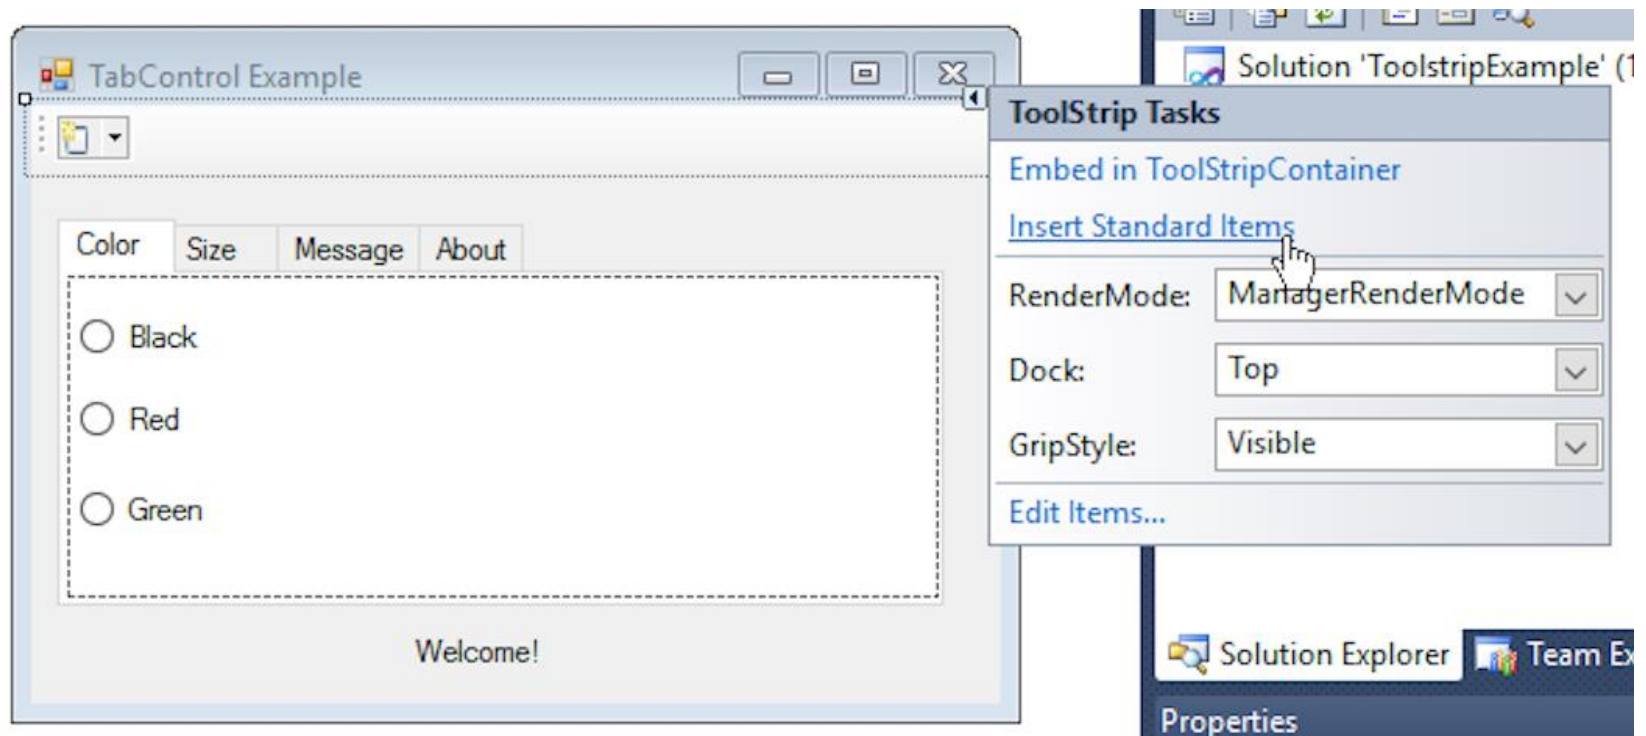 TabControl Example
Color
Size
Message
About
Black
Red
Green
Welcome!
Solution 'ToolstripExample' (1
ToolStrip Tasks
Embed in ToolStripContainer
Insert Standard Items
RenderMode: ManagerRenderMode
Dock: Top
GripStyle: Visible
Edit Items...
Solution Explorer
Team Ex
Properties